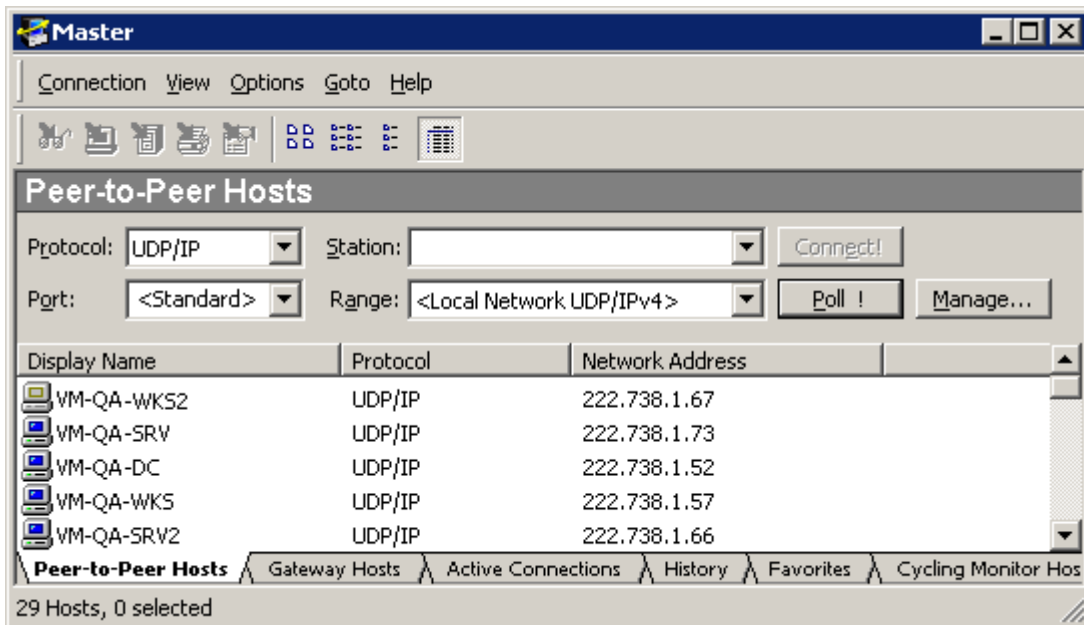 Master
Connection View Options Goto Help
Peer-to-Peer Hosts
Protocol: UDP/IP Station: Connect!
Port: <Standard> Range: <Local Network UDP/IPv4> Poll ! Manage...
Display Name Protocol Network Address
VM-QA-WKS2 UDP/IP 222.738.1.67
VM-QA-SRV UDP/IP 222.738.1.73
VM-QA-DC UDP/IP 222.738.1.52
VM-QA-WKS UDP/IP 222.738.1.57
VM-QA-SRV2 UDP/IP 222.738.1.66
Peer-to-Peer Hosts Gateway Hosts Active Connections History Favorites Cycling Monitor Hos
29 Hosts, 0 selected